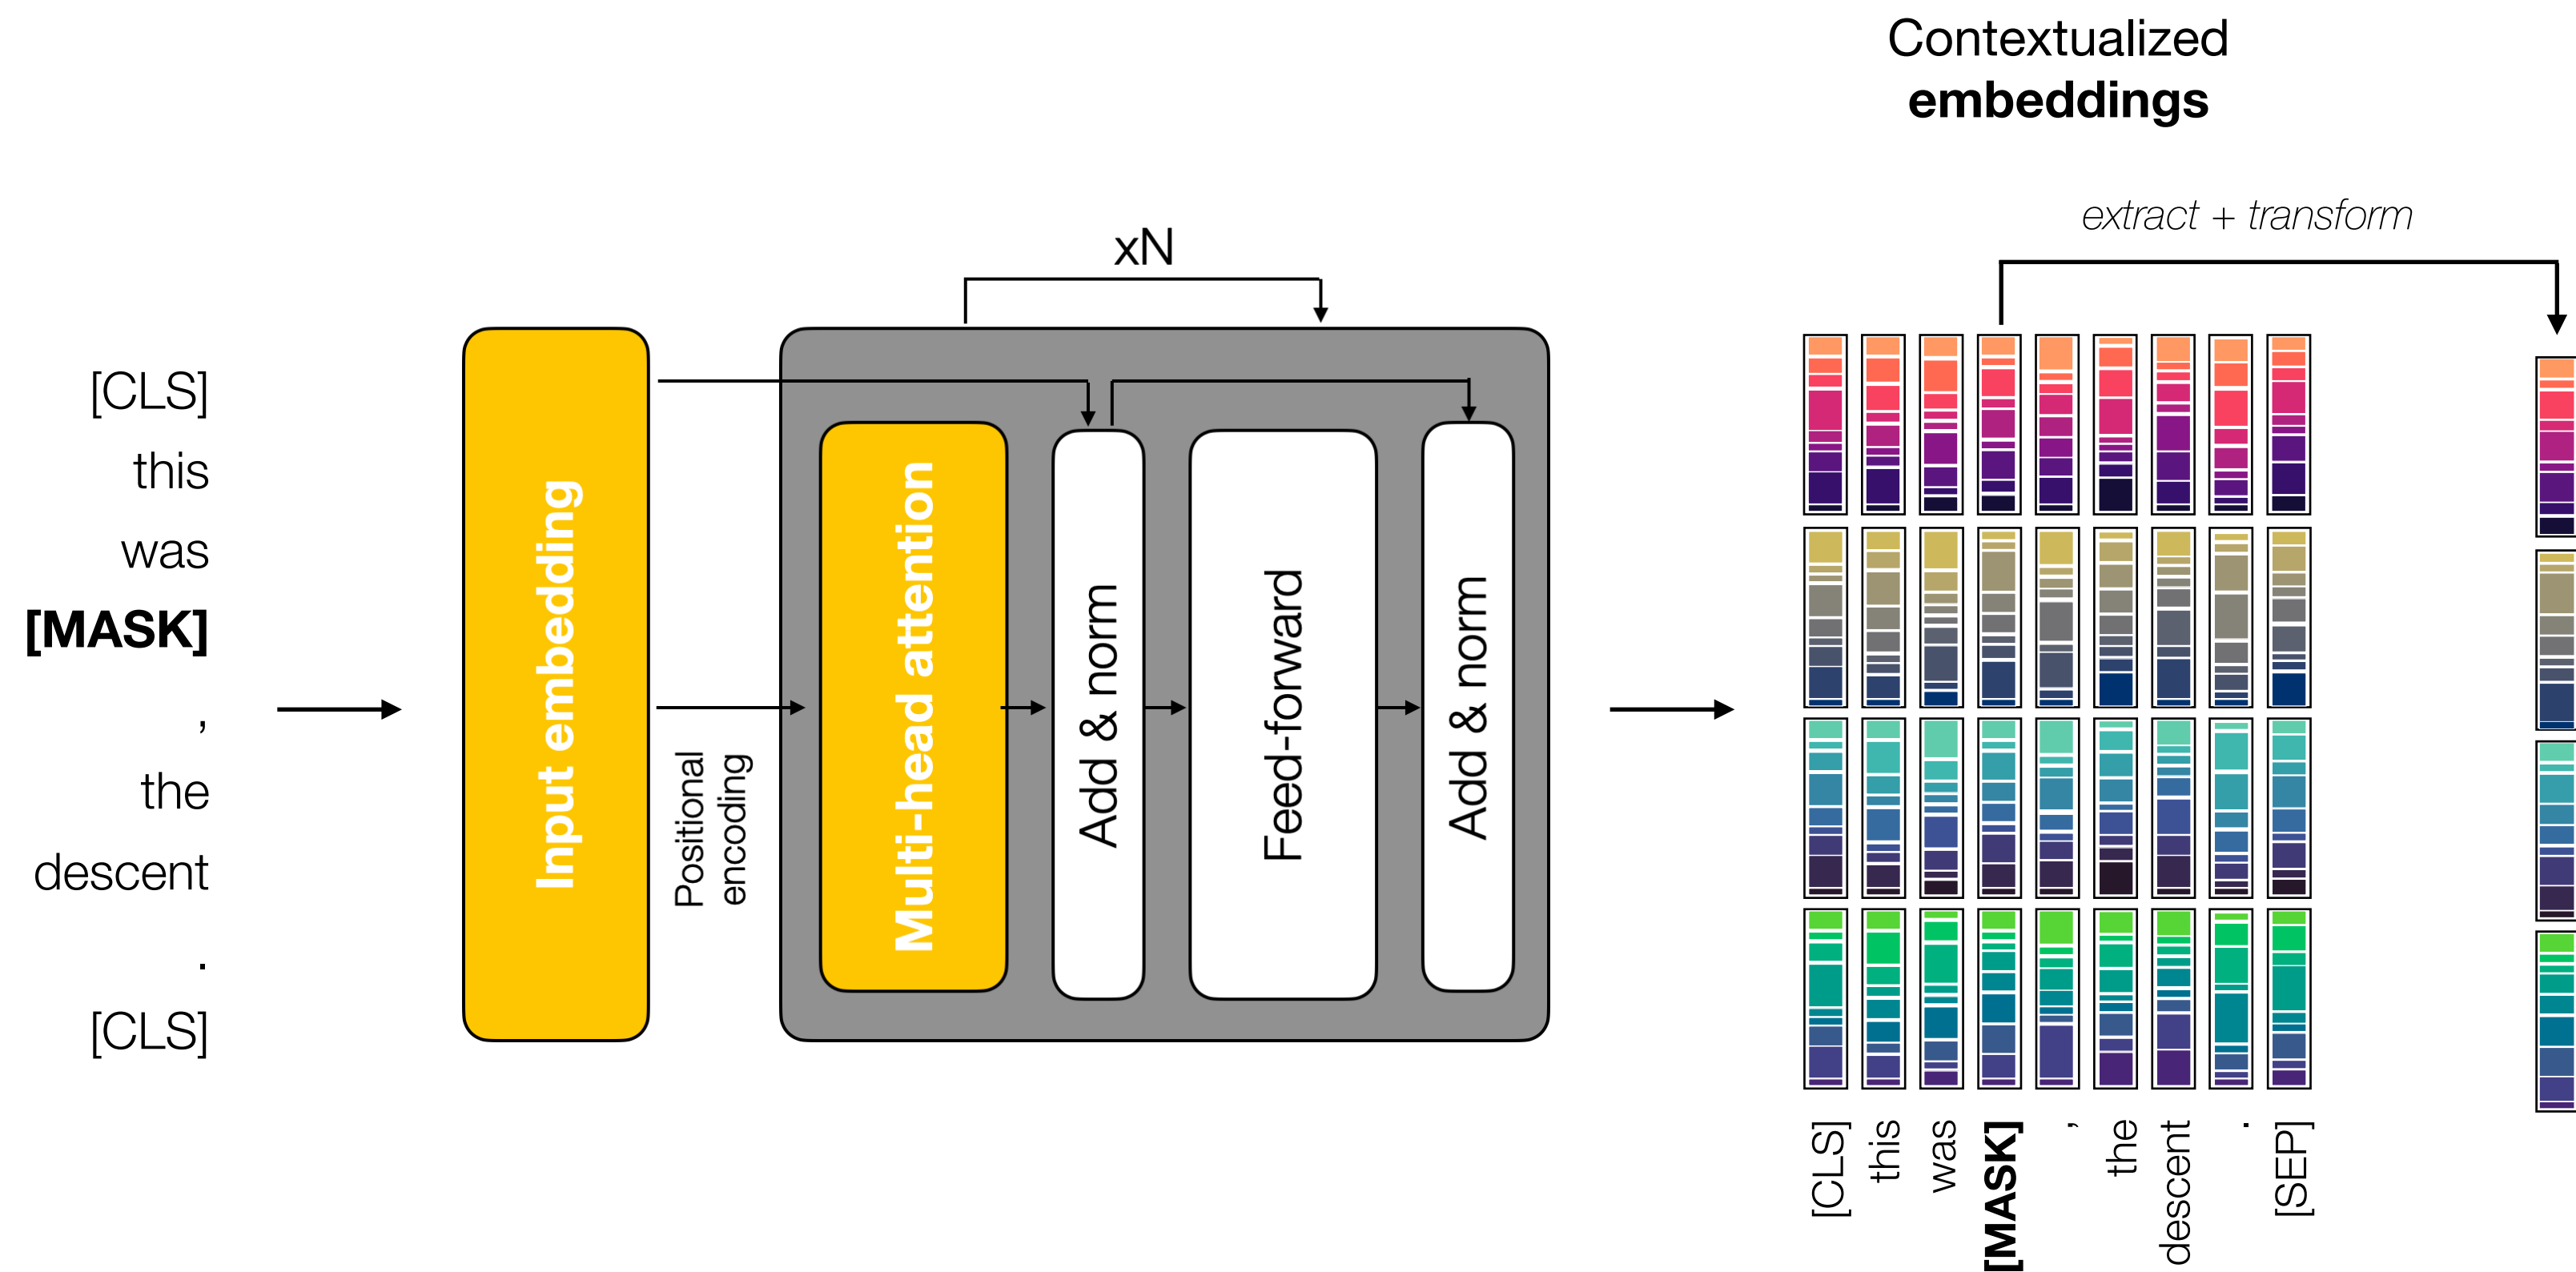 Contextualized
embeddings
extract + transform
xN
[CLS]
this
was
[MASK]
,
the
descent
.
[CLS]
Input embedding
Positional
encoding
Multi-head attention
Add & norm
Feed-forward
Add & norm
[CLS]
this
was
[MASK]
,
the
descent
.
[SEP]